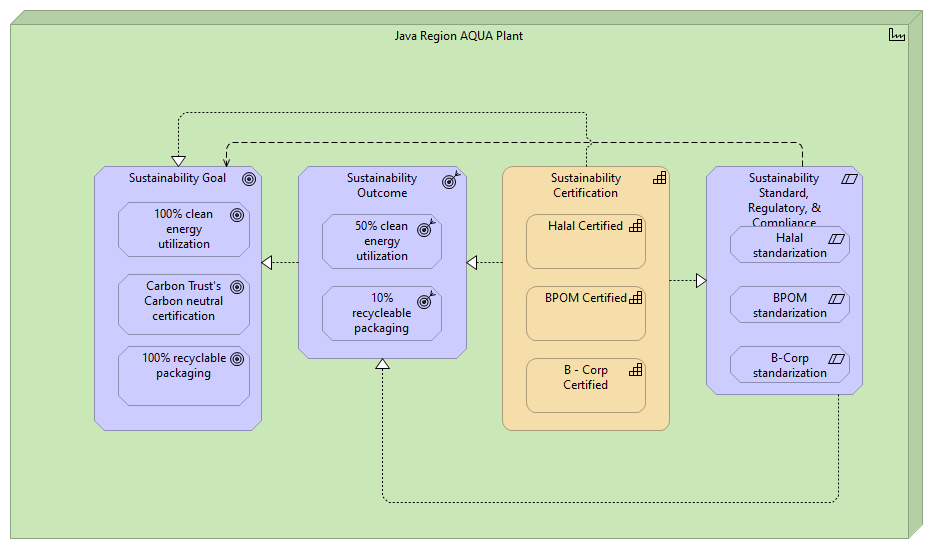 Java Region AQUA Plant
Sustainability Goal
100% clean
energy
utilization
Carbon Trust's
Carbon neutral
certification
100% recyclable
packaging
Sustainability
Outcome
50% clean
energy
utilization
10%
recycleable
packaging
Sustainability
Certification
Halal Certified
BPOM Certified
B - Corp
Certified
Sustainability
Standard,
Regulatory, &
Compliance
Halal
standarization
BPOM
standarization
B-Corp
standarization